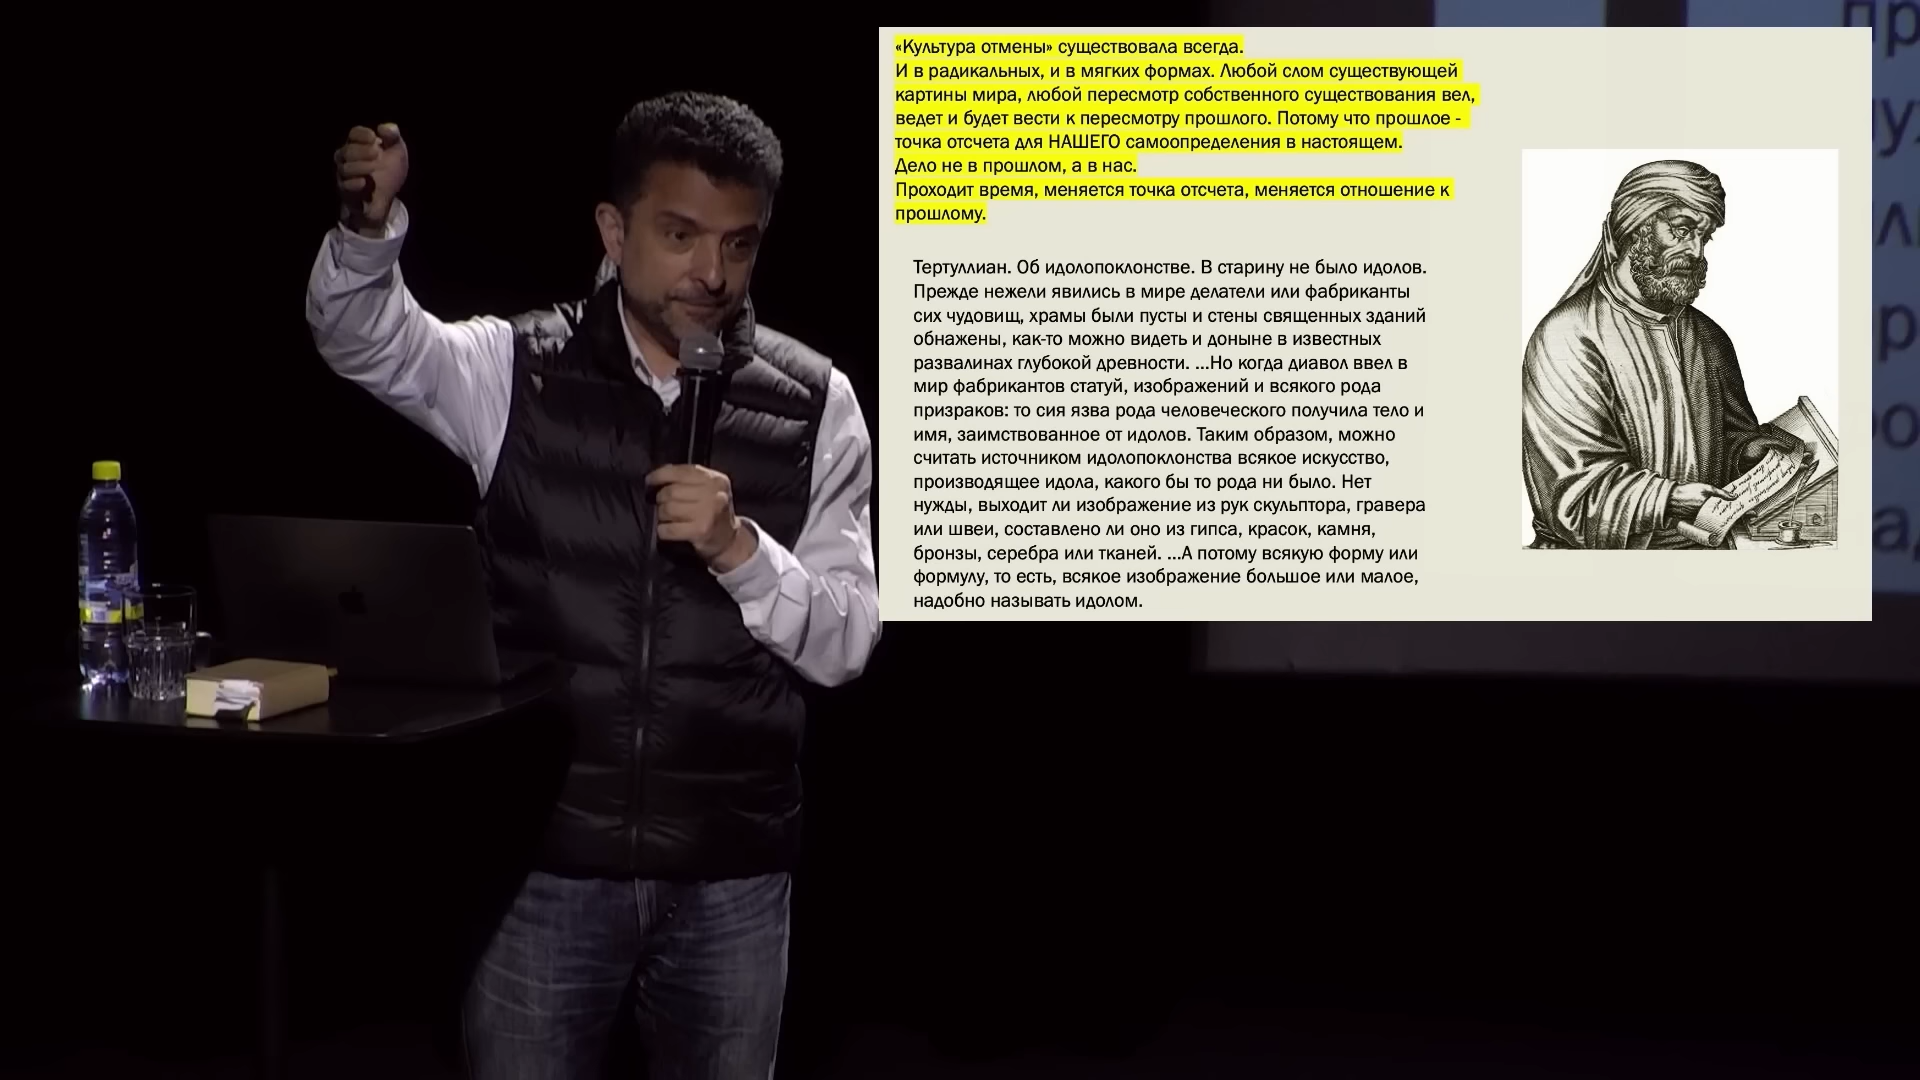 «Культура отмены» существовала всегда.
И в радикальных, и в мягких формах. Любой слом существующей
картины мира, любой пересмотр собственного существования вел,
ведет и будет вести к пересмотру прошлого. Потому что прошлое -
точка отсчета для НАШЕГО самоопределения в настоящем.
Дело не в прошлом, а в нас.
Проходит время, меняется точка отсчета, меняется отношение к
прошлому.
Тертуллиан. Об идолопоклонстве. В старину не было идолов.
Прежде нежели явились в мире делатели или фабриканты
сих чудовищ, храмы были пусты и стены священных зданий
обнажены, как-то можно видеть и доныне в известных
развалинах глубокой древности. ...Но когда диавол ввел в
мир фабрикантов статуй, изображений и всякого рода
призраков: то сия язва рода человеческого получила тело и
имя, заимствованное от идолов. Таким образом, можно
считать источником идолопоклонства всякое искусство,
производящее идола, какого бы то рода ни было. Нет
нужды, выходит ли изображение из рук скульптора, гравера
или швеи, составлено ли оно из гипса, красок, камня,
бронзы, серебра или тканей. ...А потому всякую форму или
формулу, то есть, всякое изображение большое или малое,
надобно называть идолом.